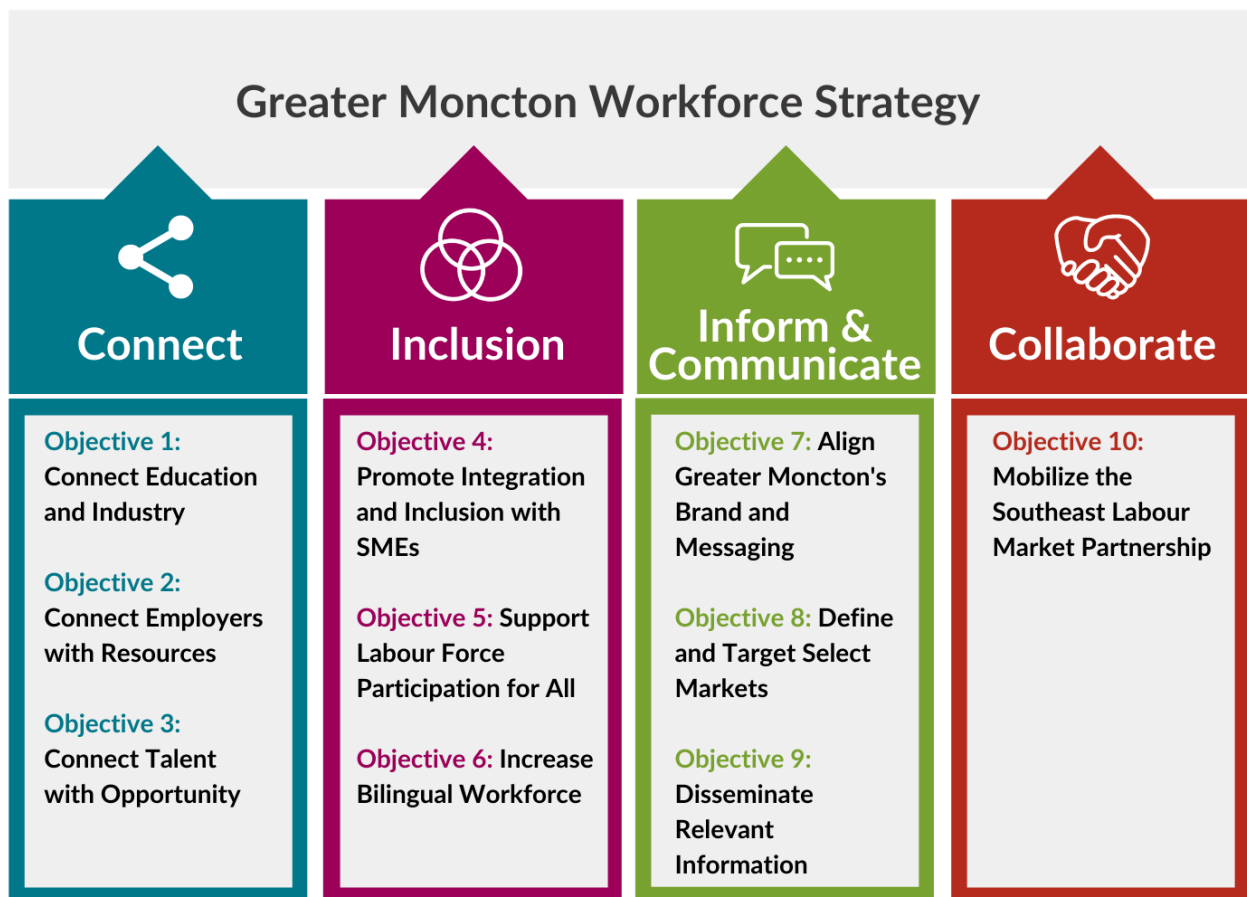 Greater Moncton Workforce Strategy
Connect
Objective 1:
Connect Education
and Industry
Objective 2:
Connect Employers
with Resources
Objective 3:
Connect Talent
with Opportunity
Inclusion
Objective 4:
Promote Integration
and Inclusion with
SMEs
Objective 5: Support
Labour Force
Participation for All
Objective 6: Increase
Bilingual Workforce
Inform &
Communicate
Objective 7: Align
Greater Moncton's
Brand and
Messaging
Objective 8: Define
and Target Select
Markets
Objective 9:
Disseminate
Relevant
Information
Collaborate
Objective 10:
Mobilize the
Southeast Labour
Market Partnership